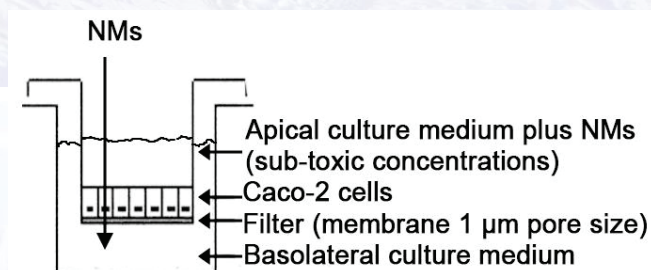 NMs
Apical culture medium plus NMs
(sub-toxic concentrations)
Caco-2 cells
Filter (membrane 1 μm pore size)
Basolateral culture medium